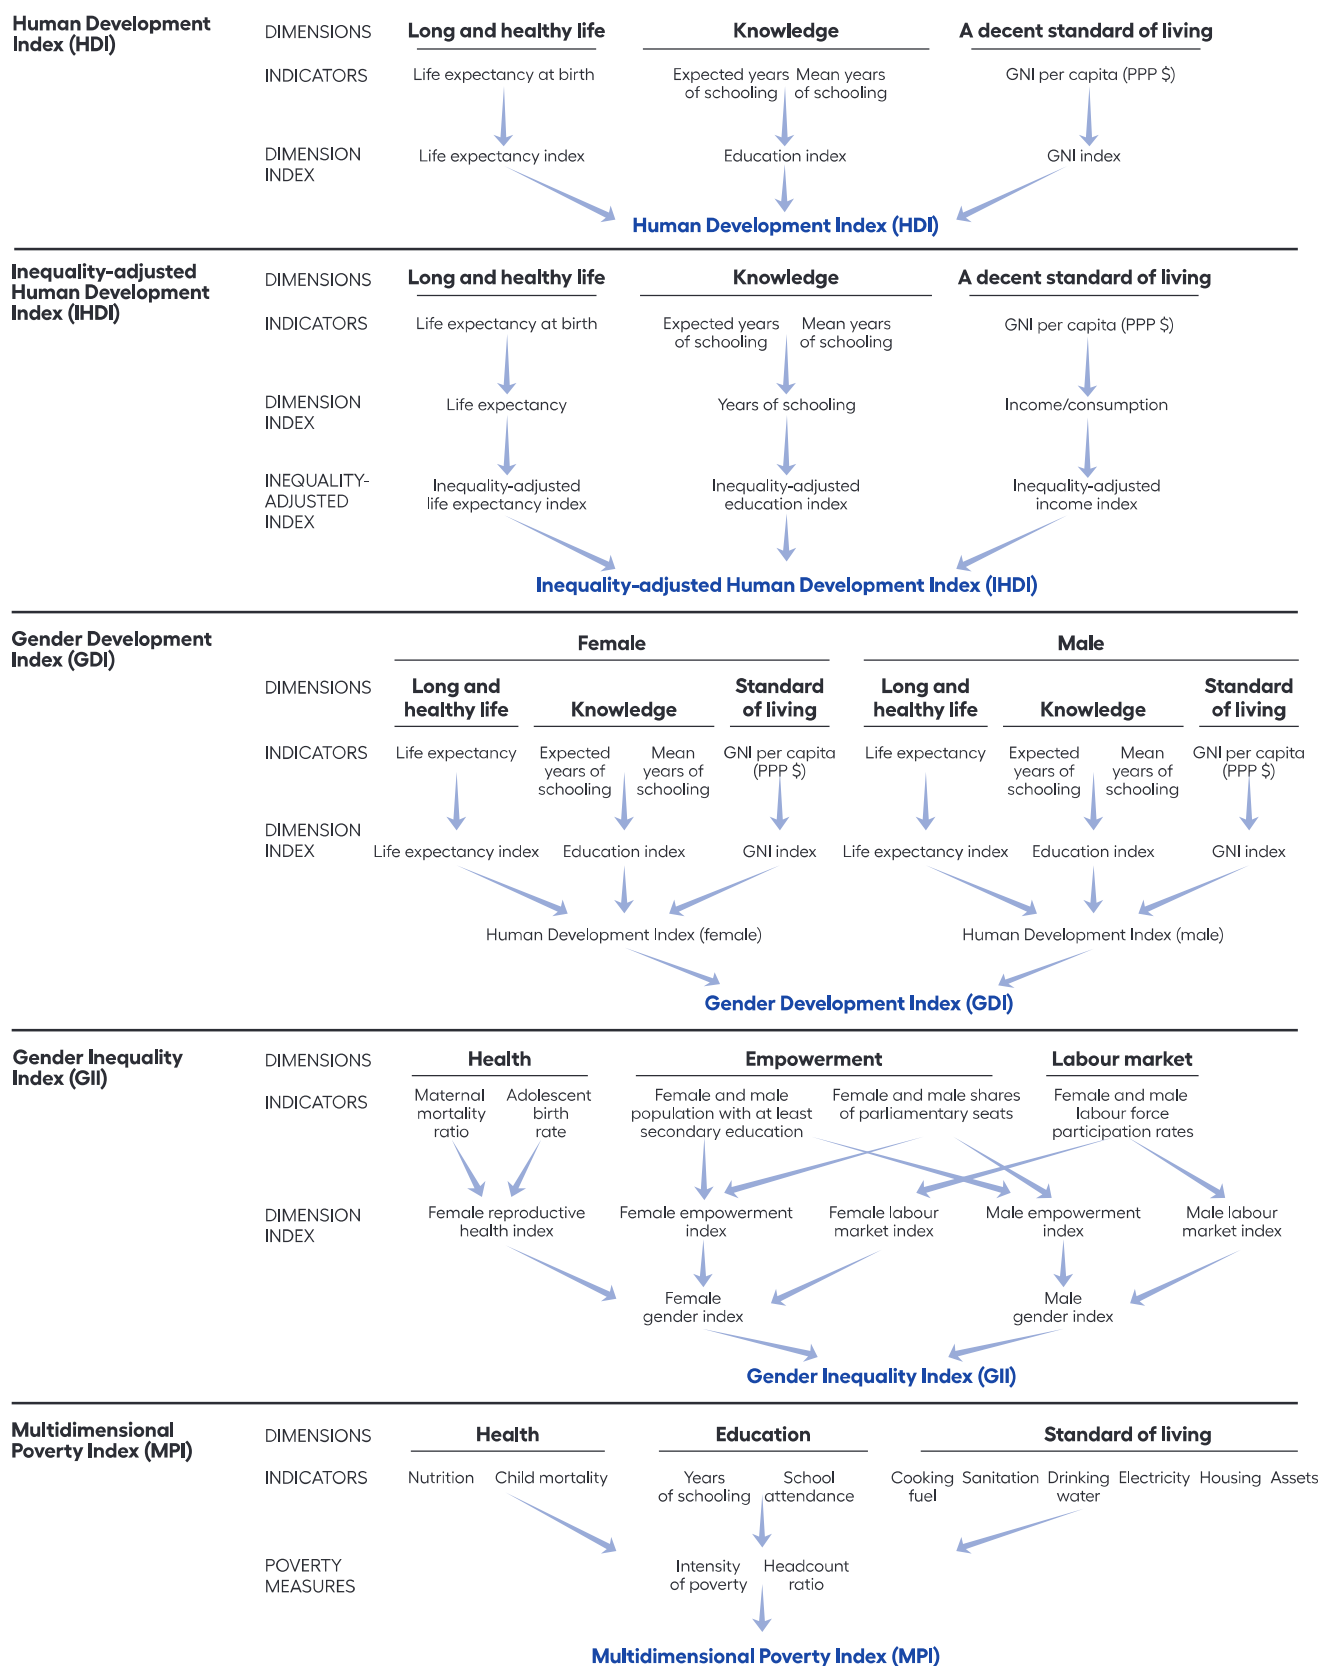 Human Development
Index (HDI)
DIMENSIONS
Long and healthy life
Knowledge
A decent standard of living
INDICATORS
Life expectancy at birth
Expected years
of schooling
Mean years
of schooling
GNI per capita (PPP $)
DIMENSION
INDEX
Life expectancy index
Education index
GNI index
Human Development Index (HDI)
Inequality-adjusted
Human Development
Index (IHDI)
DIMENSIONS
Long and healthy life
Knowledge
A decent standard of living
INDICATORS
Life expectancy at birth
Expected years
of schooling
Mean years
of schooling
GNI per capita (PPP $)
DIMENSION
INDEX
Life expectancy
Years of schooling
Income/consumption
INEQUALITY-
ADJUSTED
INDEX
Inequality-adjusted
life expectancy index
Inequality-adjusted
education index
Inequality-adjusted
income index
Inequality-adjusted Human Development Index (IHDI)
Gender Development
Index (GDI)
Female
Male
DIMENSIONS
Long and
healthy life
Knowledge
Standard
of living
Long and
healthy life
Knowledge
Standard
of living
INDICATORS
Life expectancy
Expected
years of
schooling
Mean
years of
schooling
GNI per capita
(PPP $)
Life expectancy
Expected
years of
schooling
Mean
years of
schooling
GNI per capita
(PPP $)
DIMENSION
INDEX
Life expectancy index
Education index
GNI index
Life expectancy index
Education index
GNI index
Human Development Index (female)
Human Development Index (male)
Gender Development Index (GDI)
Gender Inequality
Index (GII)
DIMENSIONS
Health
Empowerment
Labour market
INDICATORS
Maternal
mortality
ratio
Adolescent
birth
rate
Female and male
population with at least
secondary education
Female and male shares
of parliamentary seats
Female and male
labour force
participation rates
DIMENSION
INDEX
Female reproductive
health index
Female empowerment
index
Female labour
market index
Male empowerment
index
Male labour
market index
Female
gender index
Male
gender index
Gender Inequality Index (GII)
Multidimensional
Poverty Index (MPI)
DIMENSIONS
Health
Education
Standard of living
INDICATORS
Nutrition
Child mortality
Years
of schooling
School
attendance
Cooking
fuel
Sanitation
Drinking
water
Electricity
Housing
Assets
POVERTY
MEASURES
Intensity
of poverty
Headcount
ratio
Multidimensional Poverty Index (MPI)